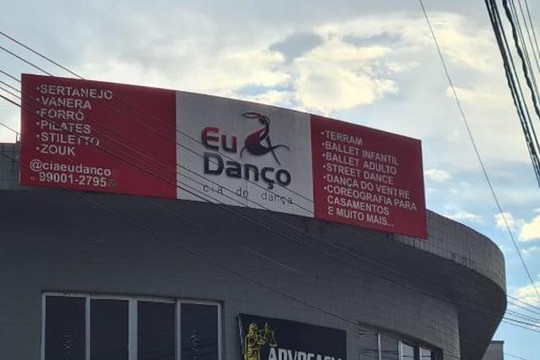 •SERTANEJO
•VANERA
•FORRÓ
•PILATES
•STILETTO
•ZOUK
@ciaeudanco
99001-2795
Eu
Danço
cia de dança
•TERRAM
•BALLET INFANTIL
•BALLET ADULTO
•STREET DANCE
•DANÇA DO VENTRE
•COREOGRAFIA PARA
CASAMENTOS
E MUITO MAIS...
ADVOCACIA